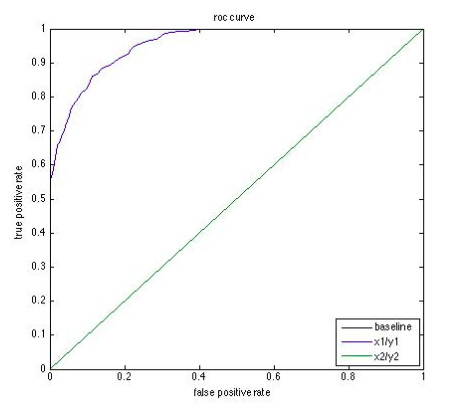 roc curve
1
0.9
0.8
0.7
0.6
0.5
0.4
0.3
0.2
0.1
0
true positive rate
baseline
x1/y1
x2/y2
0 0.2 0.4 0.6 0.8 1
false positive rate